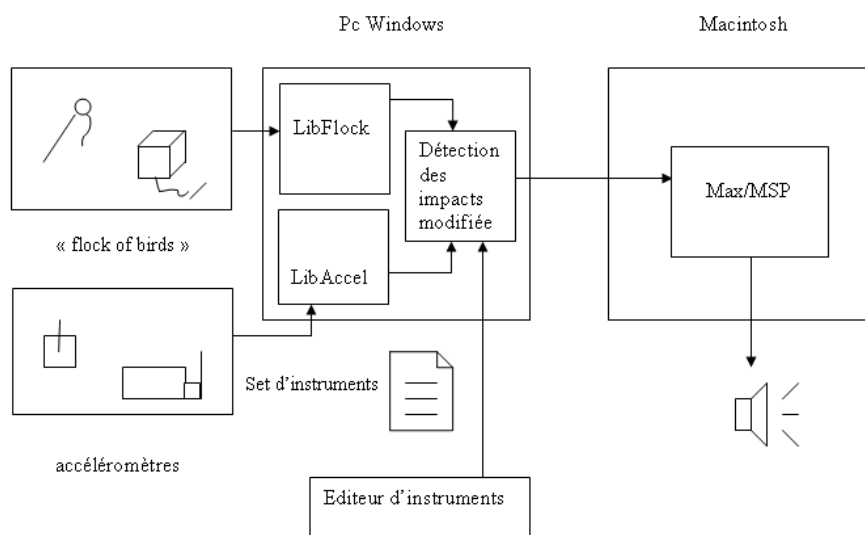 Pc Windows
Macintosh
LibFlock
Détection
des
impacts
modifiée
Max/MSP
« flock of birds »
LibAccel
Set d’instruments
accéléromètres
Editeur d’instruments